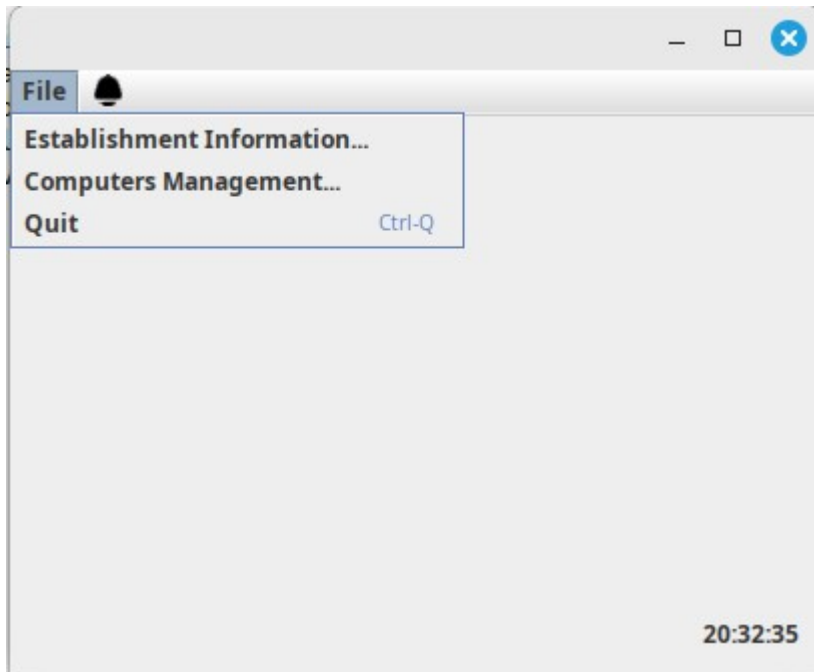 File
Establishment Information...
Computers Management...
Quit Ctrl-Q
20:32:35